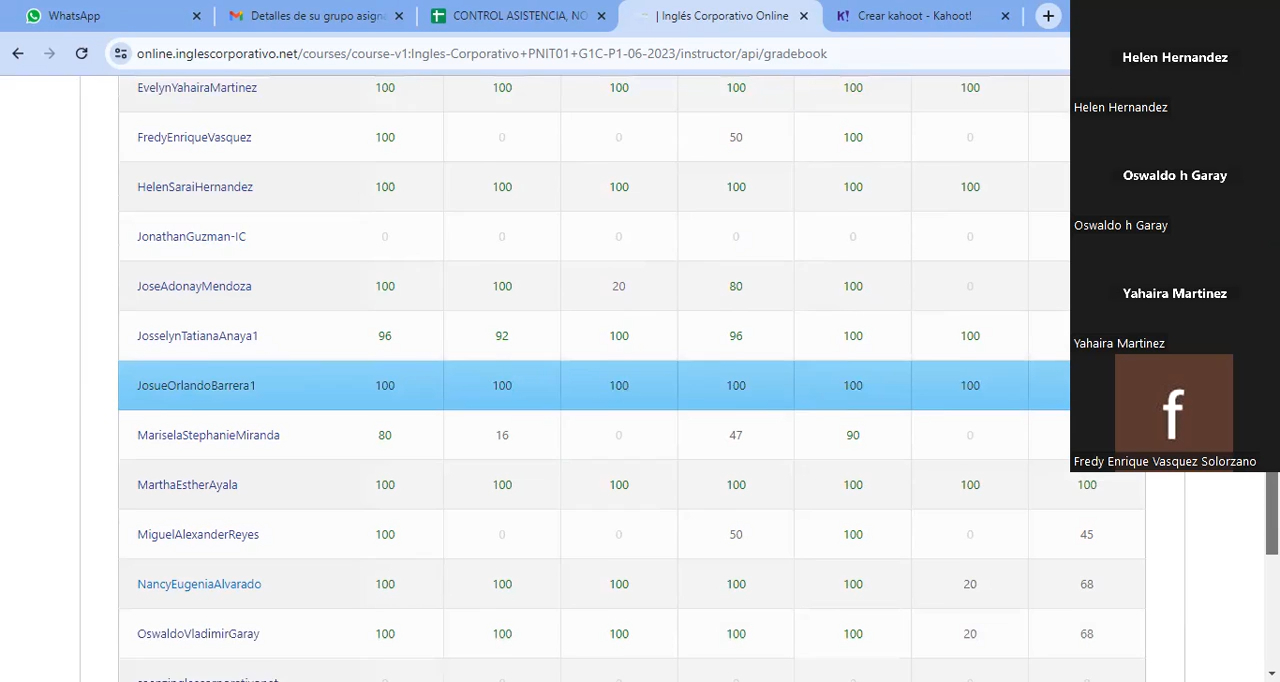 WhatsApp Detalles de su grupo asigna CONTROL ASISTENCIA, NO | Inglés Corporativo Online Crear kahoot - Kahoot!
online.inglescorporativo.net/courses/course-v1:Ingles-Corporativo+PNIT01+G1C-P1-06-2023/instructor/api/gradebook
EvelynYahairaMartinez 100 100 100 100 100 100
FredyEnriqueVasquez 100 0 0 50 100 0
HelenSaraiHernandez 100 100 100 100 100 100
JonathanGuzman-IC 0 0 0 0 0 0
JoseAdonayMendoza 100 100 20 80 100 0
JosselynTatianaAnaya1 96 92 100 96 100 100
JosueOrlandoBarrera1 100 100 100 100 100 100
MariselaStephanieMiranda 80 16 0 47 90 0
MarthaEstherAyala 100 100 100 100 100 100 100
MiguelAlexanderReyes 100 0 0 50 100 0 45
NancyEugeniaAlvarado 100 100 100 100 100 20 68
OswaldoVladimirGaray 100 100 100 100 100 20 68
Helen Hernandez
Helen Hernandez
Oswaldo h Garay
Oswaldo h Garay
Yahaira Martinez
Yahaira Martinez
f
Fredy Enrique Vasquez Solorzano